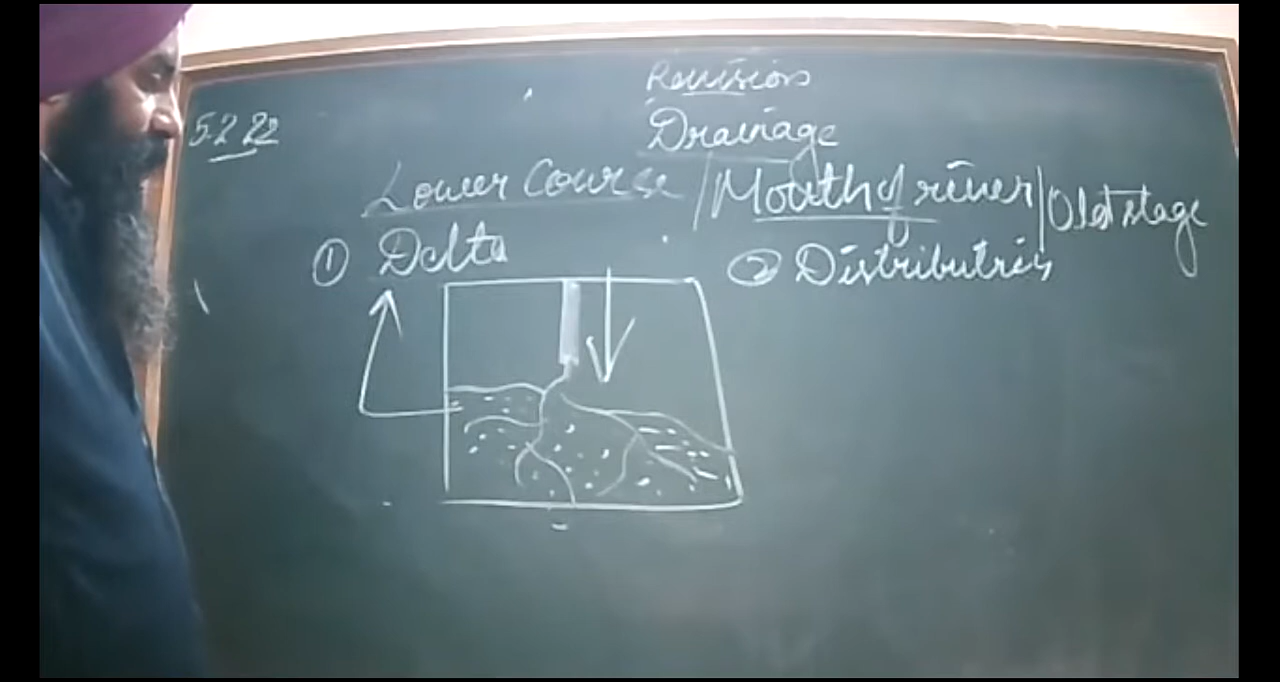 Revision
5.2.22
Drainage
Lower Course / Mouth of river / Old stage
① Delta
② Distributries